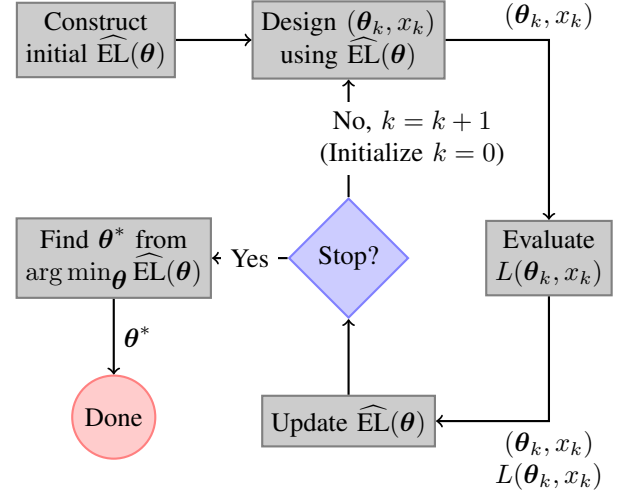 Construct
initial $\widehat{\mathrm{EL}}(\boldsymbol{\theta})$
Design $(\boldsymbol{\theta}_k, x_k)$
using $\widehat{\mathrm{EL}}(\boldsymbol{\theta})$
$(\boldsymbol{\theta}_k, x_k)$
No, $k = k + 1$
(Initialize $k = 0$)
Find $\boldsymbol{\theta}^*$ from
$\arg\min_{\boldsymbol{\theta}} \widehat{\mathrm{EL}}(\boldsymbol{\theta})$
Yes
Stop?
Evaluate
$L(\boldsymbol{\theta}_k, x_k)$
$\boldsymbol{\theta}^*$
Done
Update $\widehat{\mathrm{EL}}(\boldsymbol{\theta})$
$(\boldsymbol{\theta}_k, x_k)$
$L(\boldsymbol{\theta}_k, x_k)$